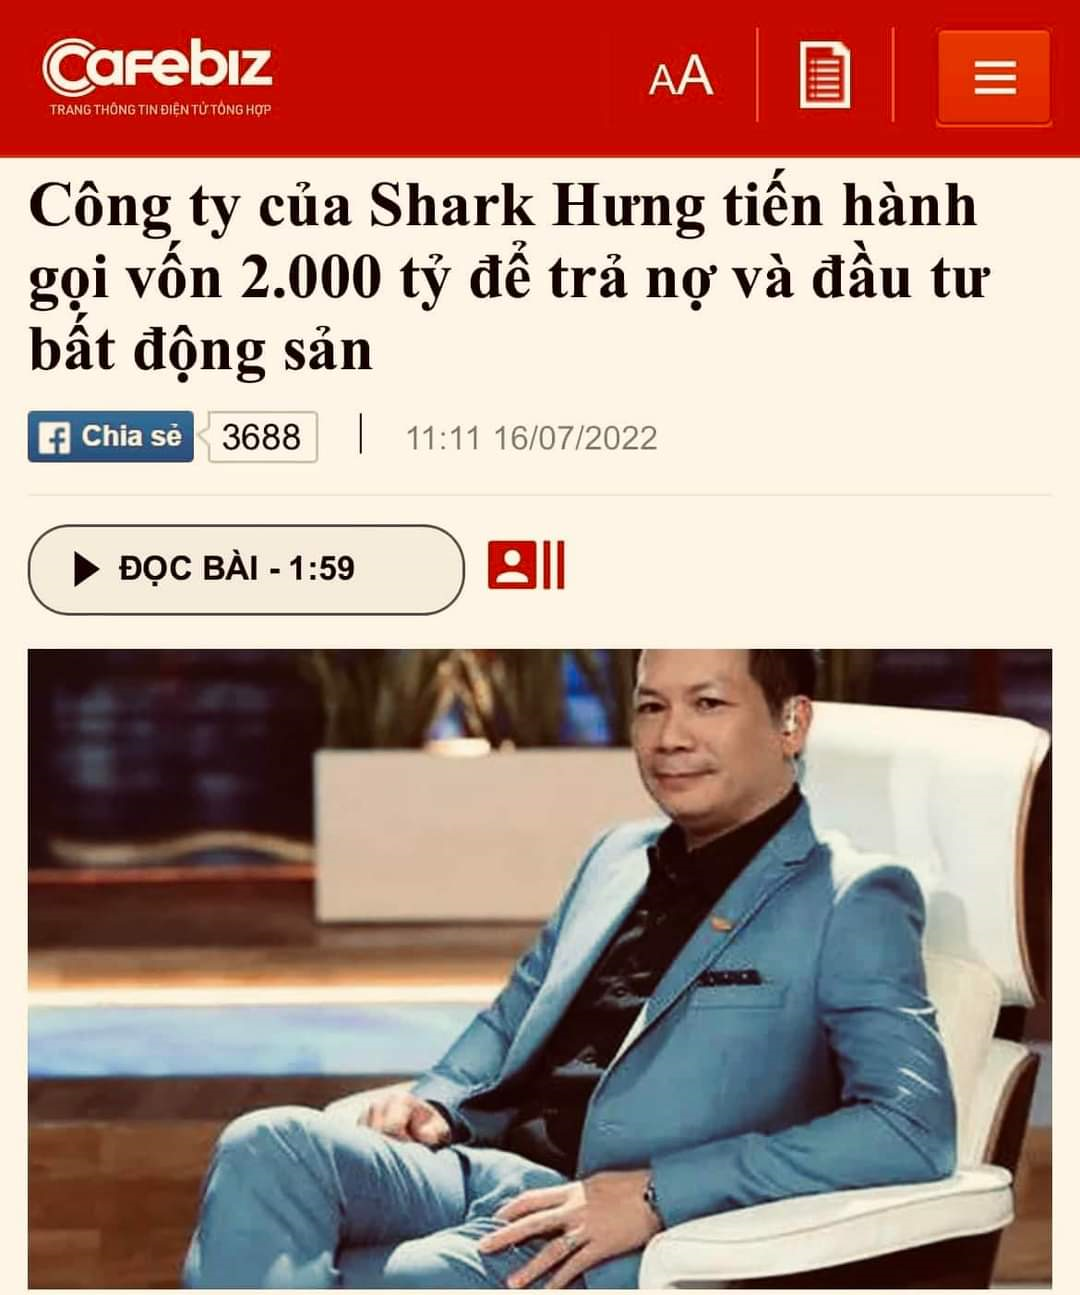 Cafebiz
TRANG THÔNG TIN ĐIỆN TỬ TỔNG HỢP
AA
Công ty của Shark Hưng tiến hành
gọi vốn 2.000 tỷ để trả nợ và đầu tư
bất động sản
f Chia sẻ 3688 | 11:11 16/07/2022
ĐỌC BÀI - 1:59